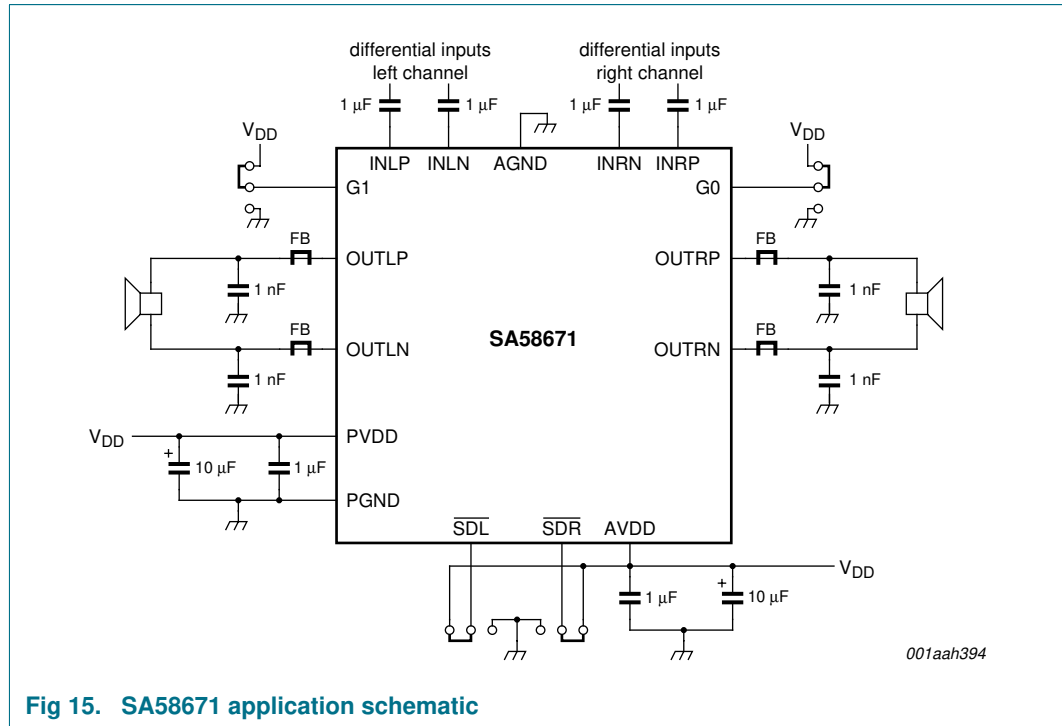 differential inputs
left channel
differential inputs
right channel
1 µF
1 µF
1 µF
1 µF
VDD
VDD
INLP
INLN
AGND
INRN
INRP
G1
G0
FB
OUTLP
OUTRP
FB
1 nF
1 nF
SA58671
FB
OUTLN
OUTRN
FB
1 nF
1 nF
VDD
PVDD
+
10 µF
1 µF
PGND
SDL
SDR
AVDD
VDD
1 µF
+
10 µF
001aah394
Fig 15. SA58671 application schematic